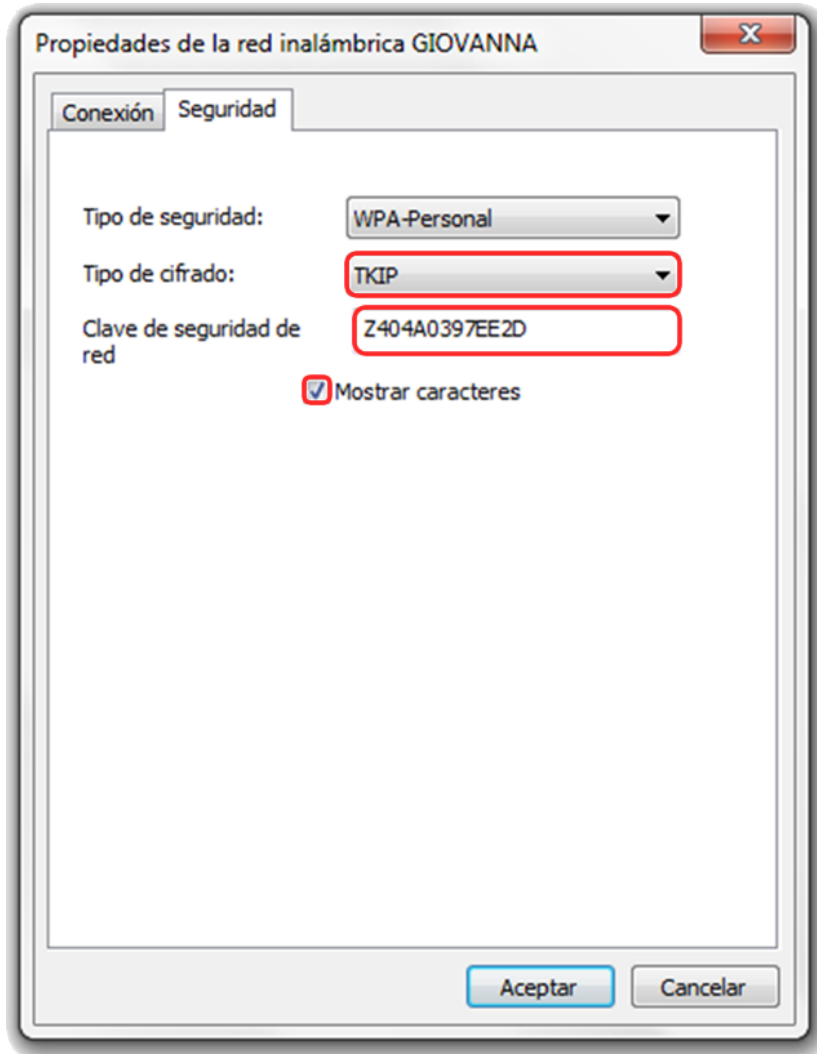 Propiedades de la red inalámbrica GIOVANNA
Conexión
Seguridad
Tipo de seguridad:
WPA-Personal
Tipo de cifrado:
TKIP
Clave de seguridad de
red
Z404A0397EE2D
Mostrar caracteres
Aceptar
Cancelar